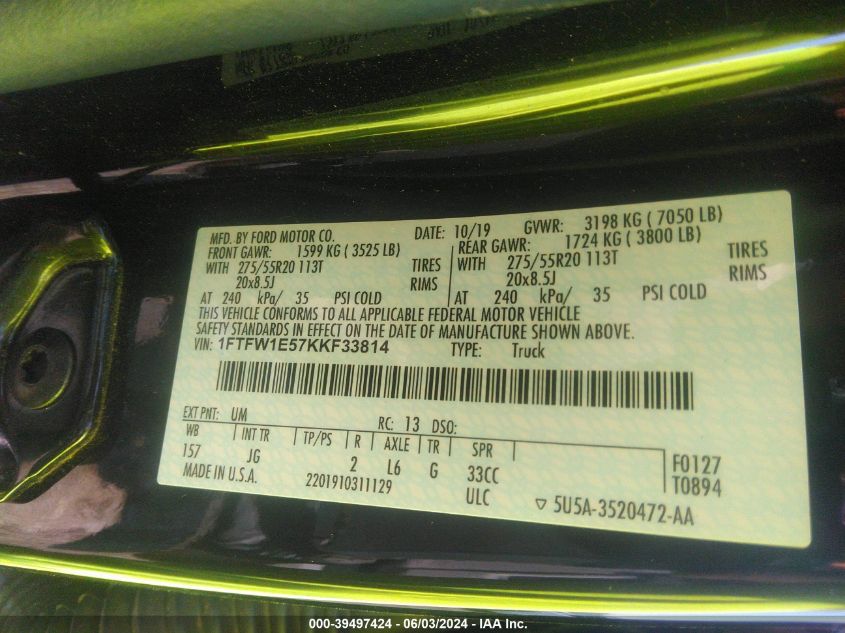 MFD. BY FORD MOTOR CO. DATE: 10/19 GVWR: 3198 KG ( 7050 LB)
FRONT GAWR: 1599 KG ( 3525 LB) REAR GAWR: 1724 KG ( 3800 LB)
WITH 275/55R20 113T TIRES WITH 275/55R20 113T TIRES
20x8.5J RIMS 20x8.5J RIMS
AT 240 kPa/ 35 PSI COLD AT 240 kPa/ 35 PSI COLD
THIS VEHICLE CONFORMS TO ALL APPLICABLE FEDERAL MOTOR VEHICLE
SAFETY STANDARDS IN EFFECT ON THE DATE OF MANUFACTURE SHOWN ABOVE.
VIN: 1FTFW1E57KKF33814 TYPE: Truck
EXT PNT: UM RC: 13 DSO:
WB INT TR TP/PS R AXLE TR SPR
157 JG 2 L6 G 33CC F0127
MADE IN U.S.A. 2201910311129 ULC T0894
▽ 5U5A-3520472-AA
000-39497424 - 06/03/2024 - IAA Inc.